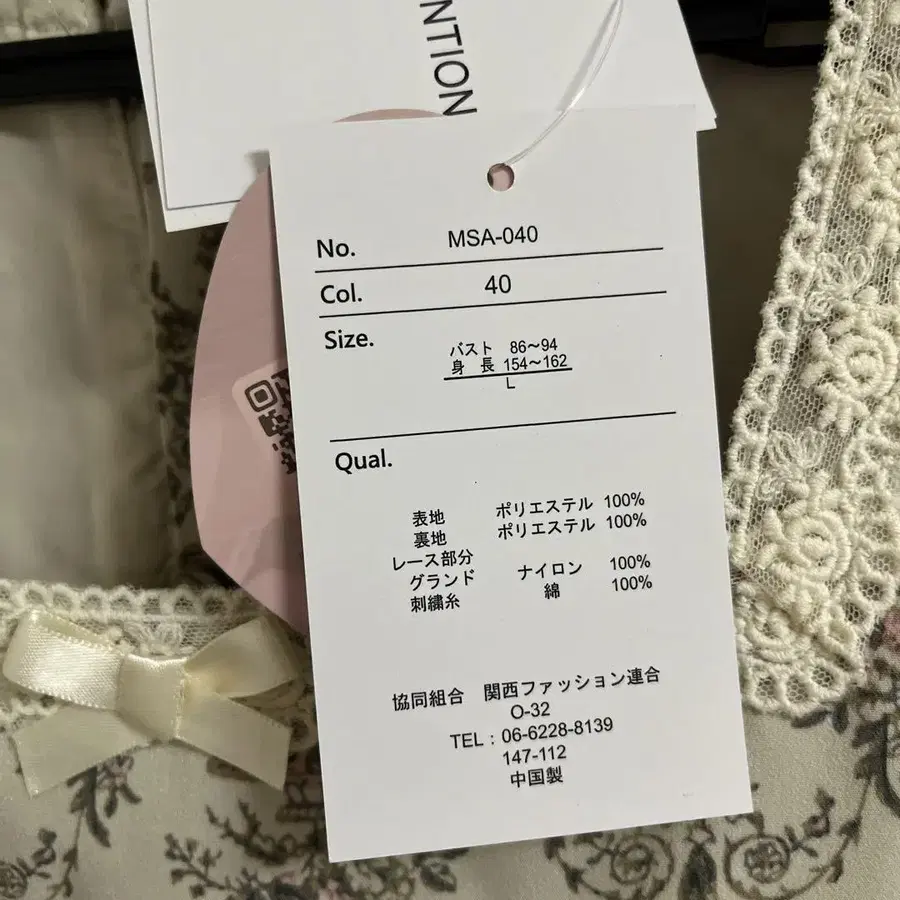 NTION
No. MSA-040
Col. 40
Size.
バスト 86〜94
身 長 154〜162
L
Qual.
表地 ポリエステル 100%
裏地 ポリエステル 100%
レース部分
グランド ナイロン 100%
刺繍糸 綿 100%
協同組合 関西ファッション連合
O-32
TEL：06-6228-8139
147-112
中国製